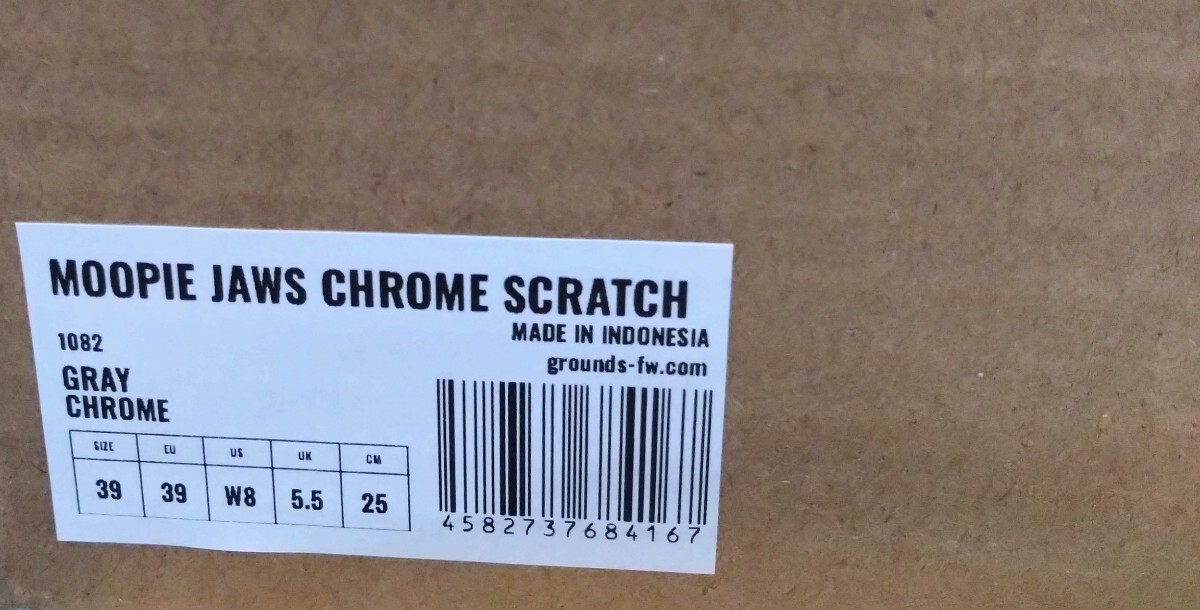 MOOPIE JAWS CHROME SCRATCH
MADE IN INDONESIA
1082
grounds-fw.com
GRAY
CHROME
SIZE EU US UK CM
39 39 W8 5.5 25
4582737684167